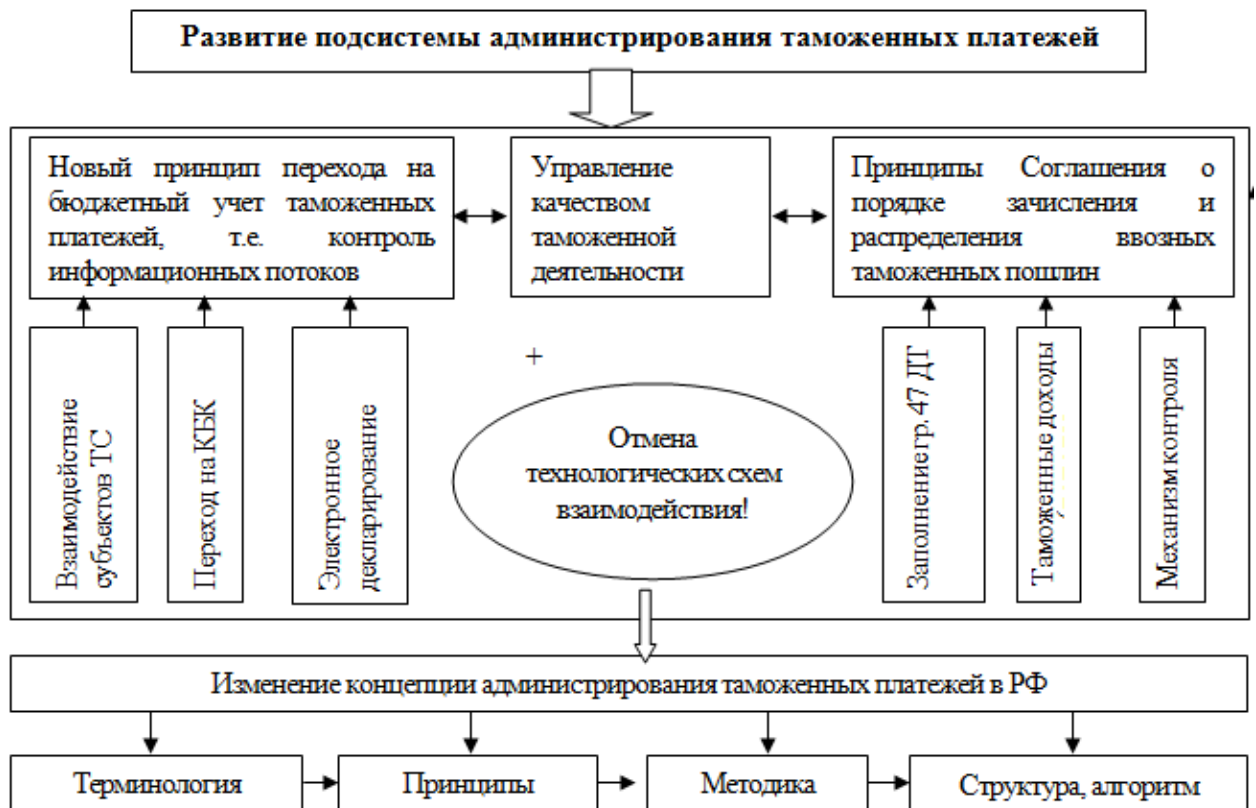 Развитие подсистемы администрирования таможенных платежей
Новый принцип перехода на
бюджетный учет таможенных
платежей, т.е. контроль
информационных потоков
Управление
качеством
таможенной
деятельности
Принципы Соглашения о
порядке зачисления и
распределения ввозных
таможенных пошлин
Взаимодействие
субъектов ТС
Переход на КБК
Электронное
декларирование
+
Отмена
технологических схем
взаимодействия!
Заполнение гр. 47 ДТ
Таможенные доходы
Механизм контроля
Изменение концепции администрирования таможенных платежей в РФ
Терминология
Принципы
Методика
Структура, алгоритм